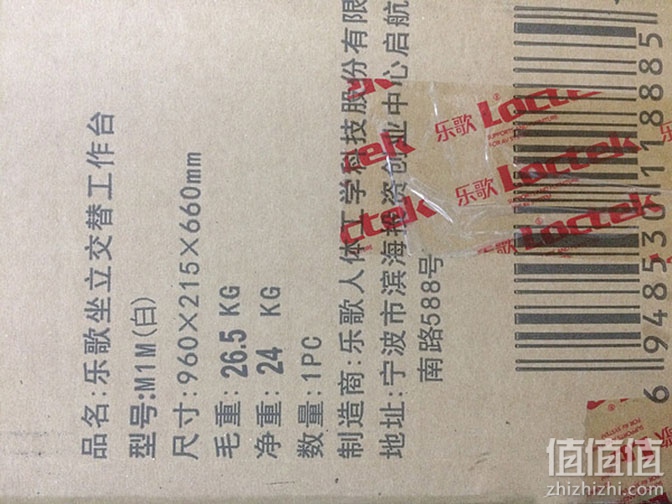 品名:乐歌坐立交替工作台
型号:M1M(白)
尺寸:960×215×660mm
毛重: 26.5 KG
净重: 24 KG
数量: 1PC
制造商:乐歌人体工学科技股份有限
地址:宁波市滨海投资创业中心启航
南路588号
乐歌 Loctek
乐歌 Loctek
6948530118885
值值值
zhizhizhi.com